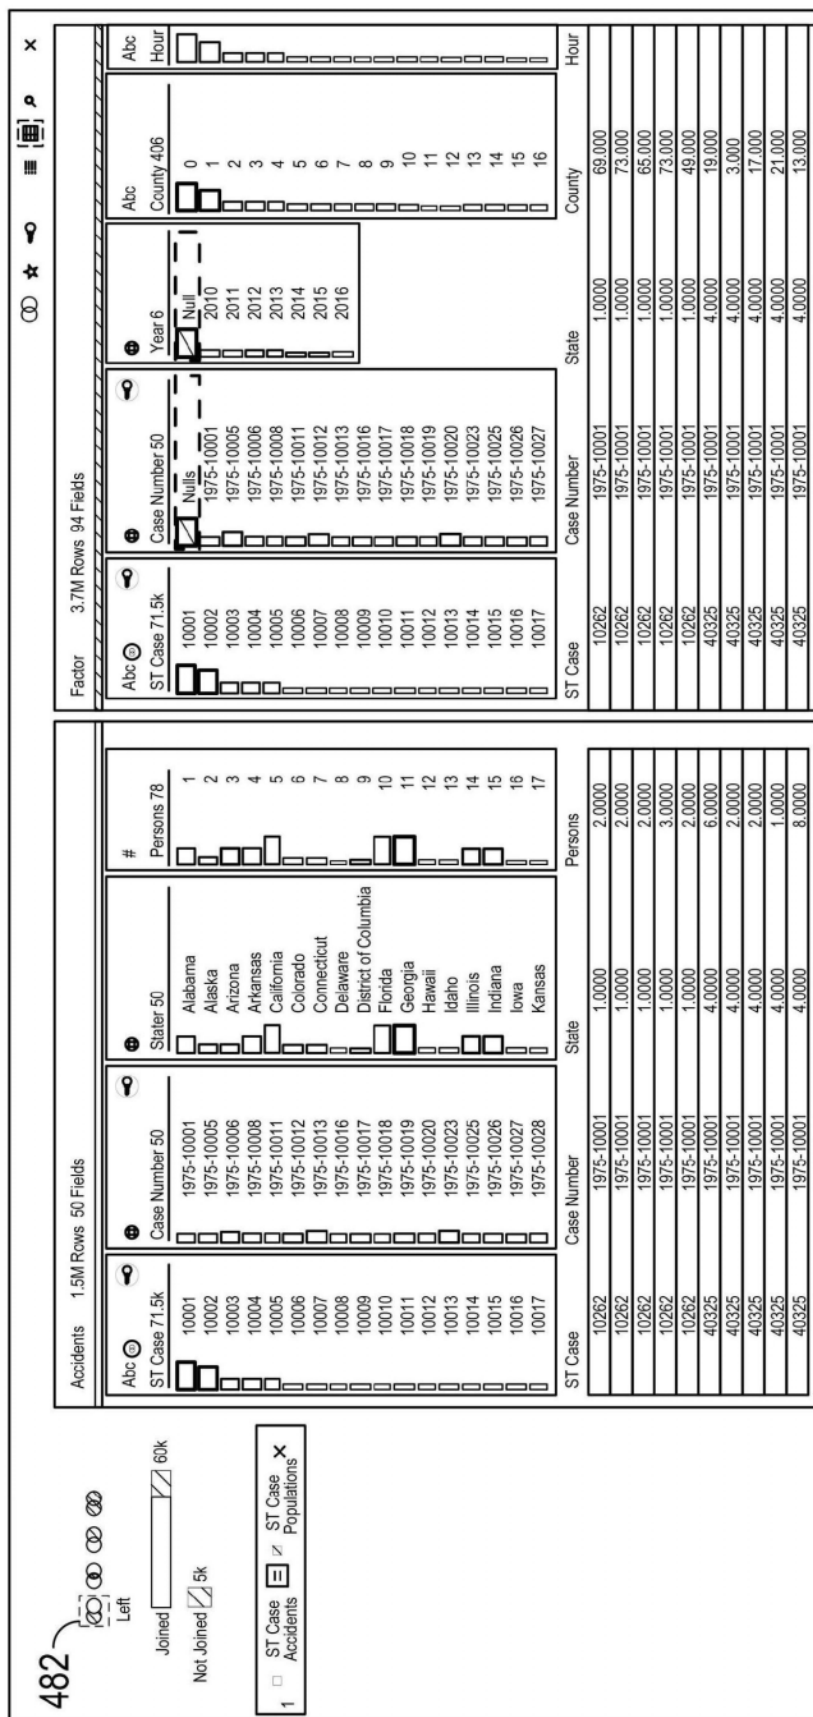 482
Left
Joined 60k
Not Joined 5k
1 ST Case Accidents = ST Case Populations X
Accidents 1.5M Rows 50 Fields
Abc
ST Case 71.5k
10001
10002
10003
10004
10005
10006
10007
10008
10009
10010
10011
10012
10013
10014
10015
10016
10017
Case Number 50
1975-10001
1975-10005
1975-10006
1975-10008
1975-10011
1975-10012
1975-10013
1975-10016
1975-10017
1975-10018
1975-10019
1975-10020
1975-10023
1975-10025
1975-10026
1975-10027
1975-10028
Stater 50
Alabama
Alaska
Arizona
Arkansas
California
Colorado
Connecticut
Delaware
District of Columbia
Florida
Georgia
Hawaii
Idaho
Illinois
Indiana
Iowa
Kansas
#
Persons 78
1
2
3
4
5
6
7
8
9
10
11
12
13
14
15
16
17
ST Case Case Number State Persons
10262 1975-10001 1.0000 2.0000
10262 1975-10001 1.0000 2.0000
10262 1975-10001 1.0000 2.0000
10262 1975-10001 1.0000 3.0000
10262 1975-10001 1.0000 2.0000
40325 1975-10001 4.0000 6.0000
40325 1975-10001 4.0000 2.0000
40325 1975-10001 4.0000 2.0000
40325 1975-10001 4.0000 1.0000
40325 1975-10001 4.0000 8.0000
Factor 3.7M Rows 94 Fields
Abc
ST Case 71.5k
10001
10002
10003
10004
10005
10006
10007
10008
10009
10010
10011
10012
10013
10014
10015
10016
10017
Case Number 50
Nulls
1975-10001
1975-10005
1975-10006
1975-10008
1975-10011
1975-10012
1975-10013
1975-10016
1975-10017
1975-10018
1975-10019
1975-10020
1975-10023
1975-10025
1975-10026
1975-10027
Year 6
Null
2010
2011
2012
2013
2014
2015
2016
Abc
County 406
0
1
2
3
4
5
6
7
8
9
10
11
12
13
14
15
16
Abc
Hour
ST Case Case Number State County Hour
10262 1975-10001 1.0000 69.000
10262 1975-10001 1.0000 73.000
10262 1975-10001 1.0000 65.000
10262 1975-10001 1.0000 73.000
10262 1975-10001 1.0000 49.000
40325 1975-10001 4.0000 19.000
40325 1975-10001 4.0000 3.000
40325 1975-10001 4.0000 17.000
40325 1975-10001 4.0000 21.000
40325 1975-10001 4.0000 13.000